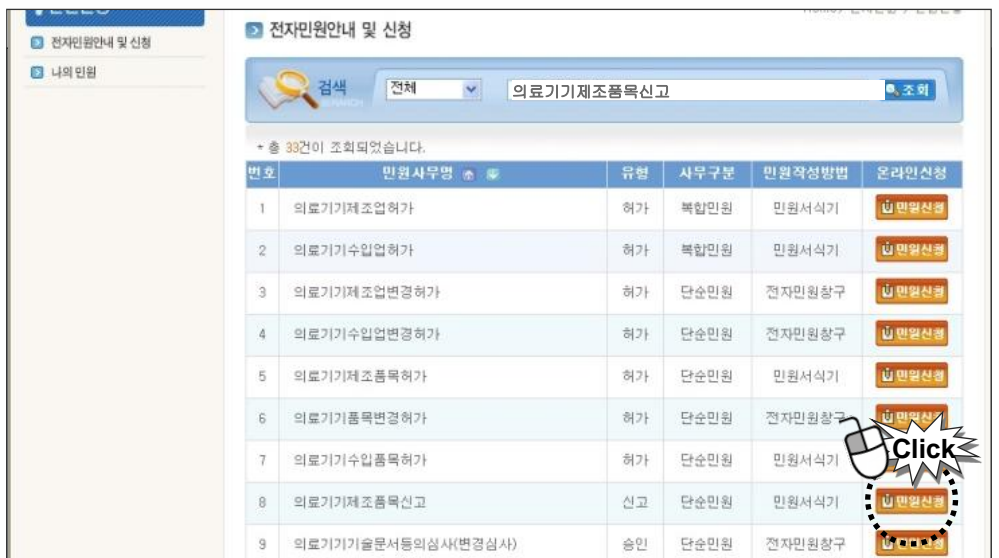 전자민원안내 및 신청
전자민원안내 및 신청
나의 민원
검색
SEARCH
전체
의료기기제조품목신고
조회
* 총 33건이 조회되었습니다.
번호 민원사무명 유형 사무구분 민원작성방법 온라인신청
1 의료기기제조업허가 허가 복합민원 민원서식기 민원신청
2 의료기기수입업허가 허가 복합민원 민원서식기 민원신청
3 의료기기제조업변경허가 허가 단순민원 전자민원창구 민원신청
4 의료기기수입업변경허가 허가 단순민원 전자민원창구 민원신청
5 의료기기제조품목허가 허가 단순민원 민원서식기 민원신청
6 의료기기품목변경허가 허가 단순민원 전자민원창구 민원신청
7 의료기기수입품목허가 허가 단순민원 민원서식기
Click
8 의료기기제조품목신고 신고 단순민원 민원서식기 민원신청
9 의료기기기술문서등의심사(변경심사) 승인 단순민원 전자민원창구